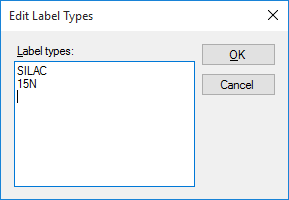 Edit Label Types
Label types:
OK
SILAC
15N
Cancel